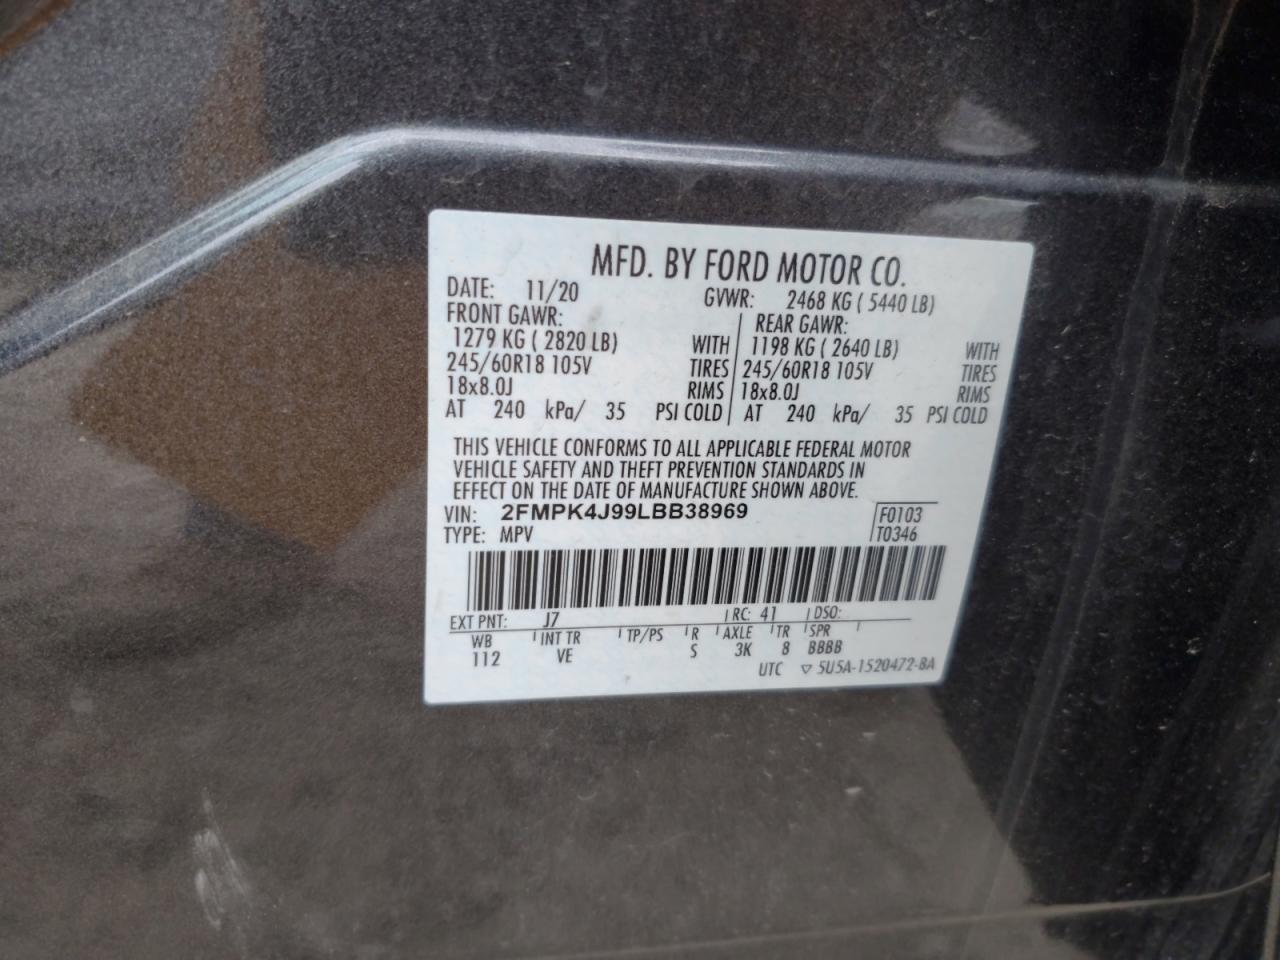 MFD. BY FORD MOTOR CO.
DATE: 11/20 GVWR: 2468 KG ( 5440 LB)
FRONT GAWR: REAR GAWR:
1279 KG ( 2820 LB) WITH 1198 KG ( 2640 LB) WITH
245/60R18 105V TIRES 245/60R18 105V TIRES
18x8.0J RIMS 18x8.0J RIMS
AT 240 kPa/ 35 PSI COLD AT 240 kPa/ 35 PSI COLD
THIS VEHICLE CONFORMS TO ALL APPLICABLE FEDERAL MOTOR
VEHICLE SAFETY AND THEFT PREVENTION STANDARDS IN
EFFECT ON THE DATE OF MANUFACTURE SHOWN ABOVE.
VIN: 2FMPK4J99LBB38969 F0103
TYPE: MPV T0346
EXT PNT: J7 RC: 41 DSO:
WB INT TR TP/PS R AXLE TR SPR
112 VE S 3K 8 BBBB
UTC ▽ 5U5A-1520472-BA